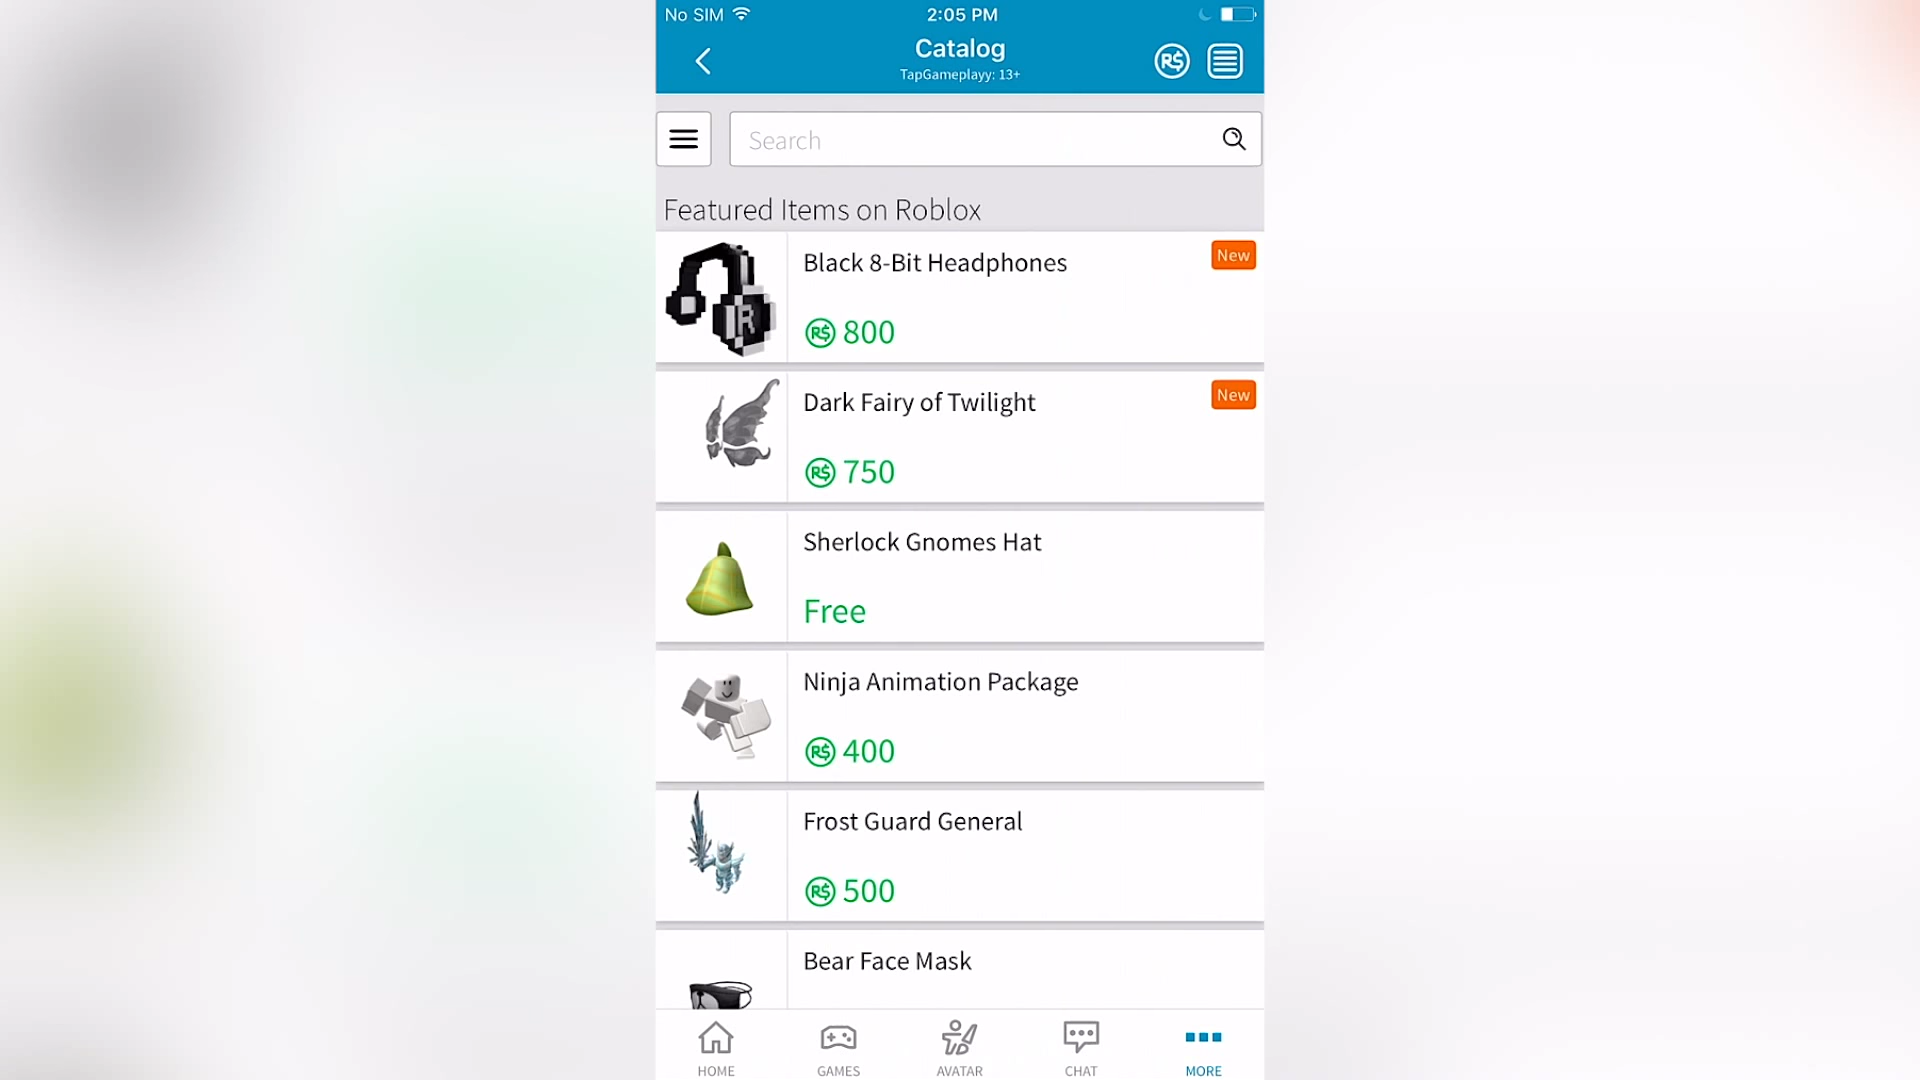 No SIM
2:05 PM
Catalog
TapGameplayy: 13+
R$
Search
Featured Items on Roblox
Black 8-Bit Headphones
New
R
R$ 800
Dark Fairy of Twilight
New
R$ 750
Sherlock Gnomes Hat
Free
Ninja Animation Package
R$ 400
Frost Guard General
R$ 500
Bear Face Mask
HOME
GAMES
AVATAR
CHAT
MORE